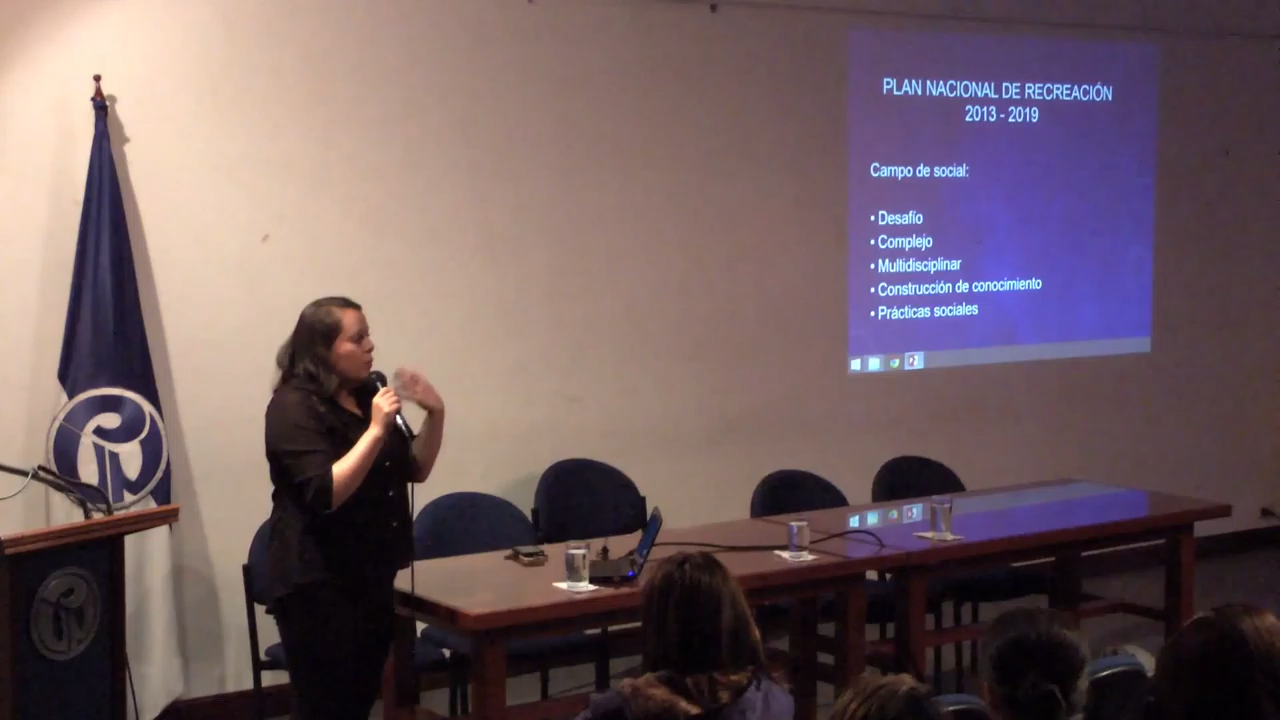 PLAN NACIONAL DE RECREACIÓN
2013 - 2019
Campo de social:
• Desafío
• Complejo
• Multidisciplinar
• Construcción de conocimiento
• Prácticas sociales